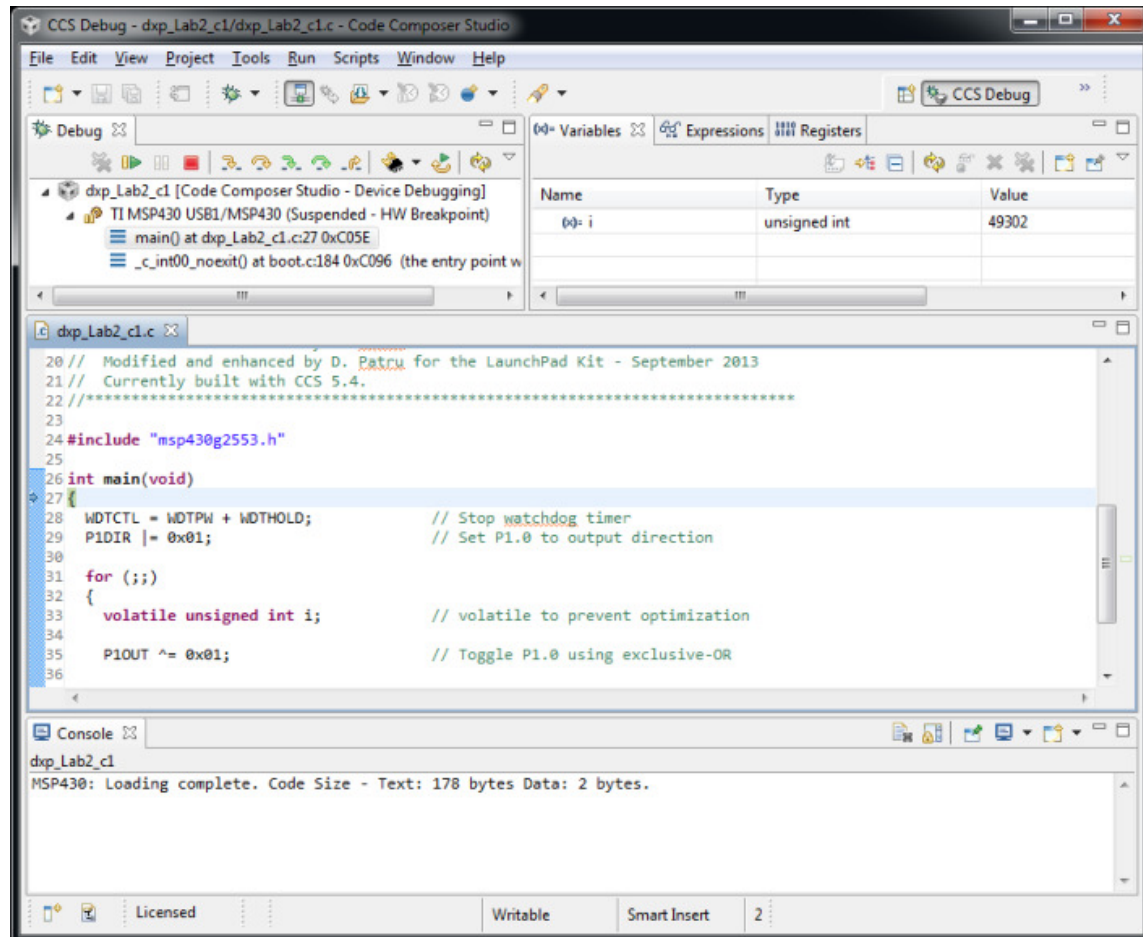 CCS Debug - dxp_Lab2_c1/dxp_Lab2_c1.c - Code Composer Studio
File Edit View Project Tools Run Scripts Window Help
CCS Debug
Debug
(x)= Variables Expressions Registers
dxp_Lab2_c1 [Code Composer Studio - Device Debugging]
TI MSP430 USB1/MSP430 (Suspended - HW Breakpoint)
main() at dxp_Lab2_c1.c:27 0xC05E
_c_int00_noexit() at boot.c:184 0xC096 (the entry point w
Name Type Value
(x)= i unsigned int 49302
dxp_Lab2_c1.c
20 // Modified and enhanced by D. Patru for the LaunchPad Kit - September 2013
21 // Currently built with CCS 5.4.
22 //******************************************************************************
23
24 #include "msp430g2553.h"
25
26 int main(void)
27 {
28 WDTCTL = WDTPW + WDTHOLD; // Stop watchdog timer
29 P1DIR |= 0x01; // Set P1.0 to output direction
30
31 for (;;)
32 {
33 volatile unsigned int i; // volatile to prevent optimization
34
35 P1OUT ^= 0x01; // Toggle P1.0 using exclusive-OR
36
Console
dxp_Lab2_c1
MSP430: Loading complete. Code Size - Text: 178 bytes Data: 2 bytes.
Licensed Writable Smart Insert 2